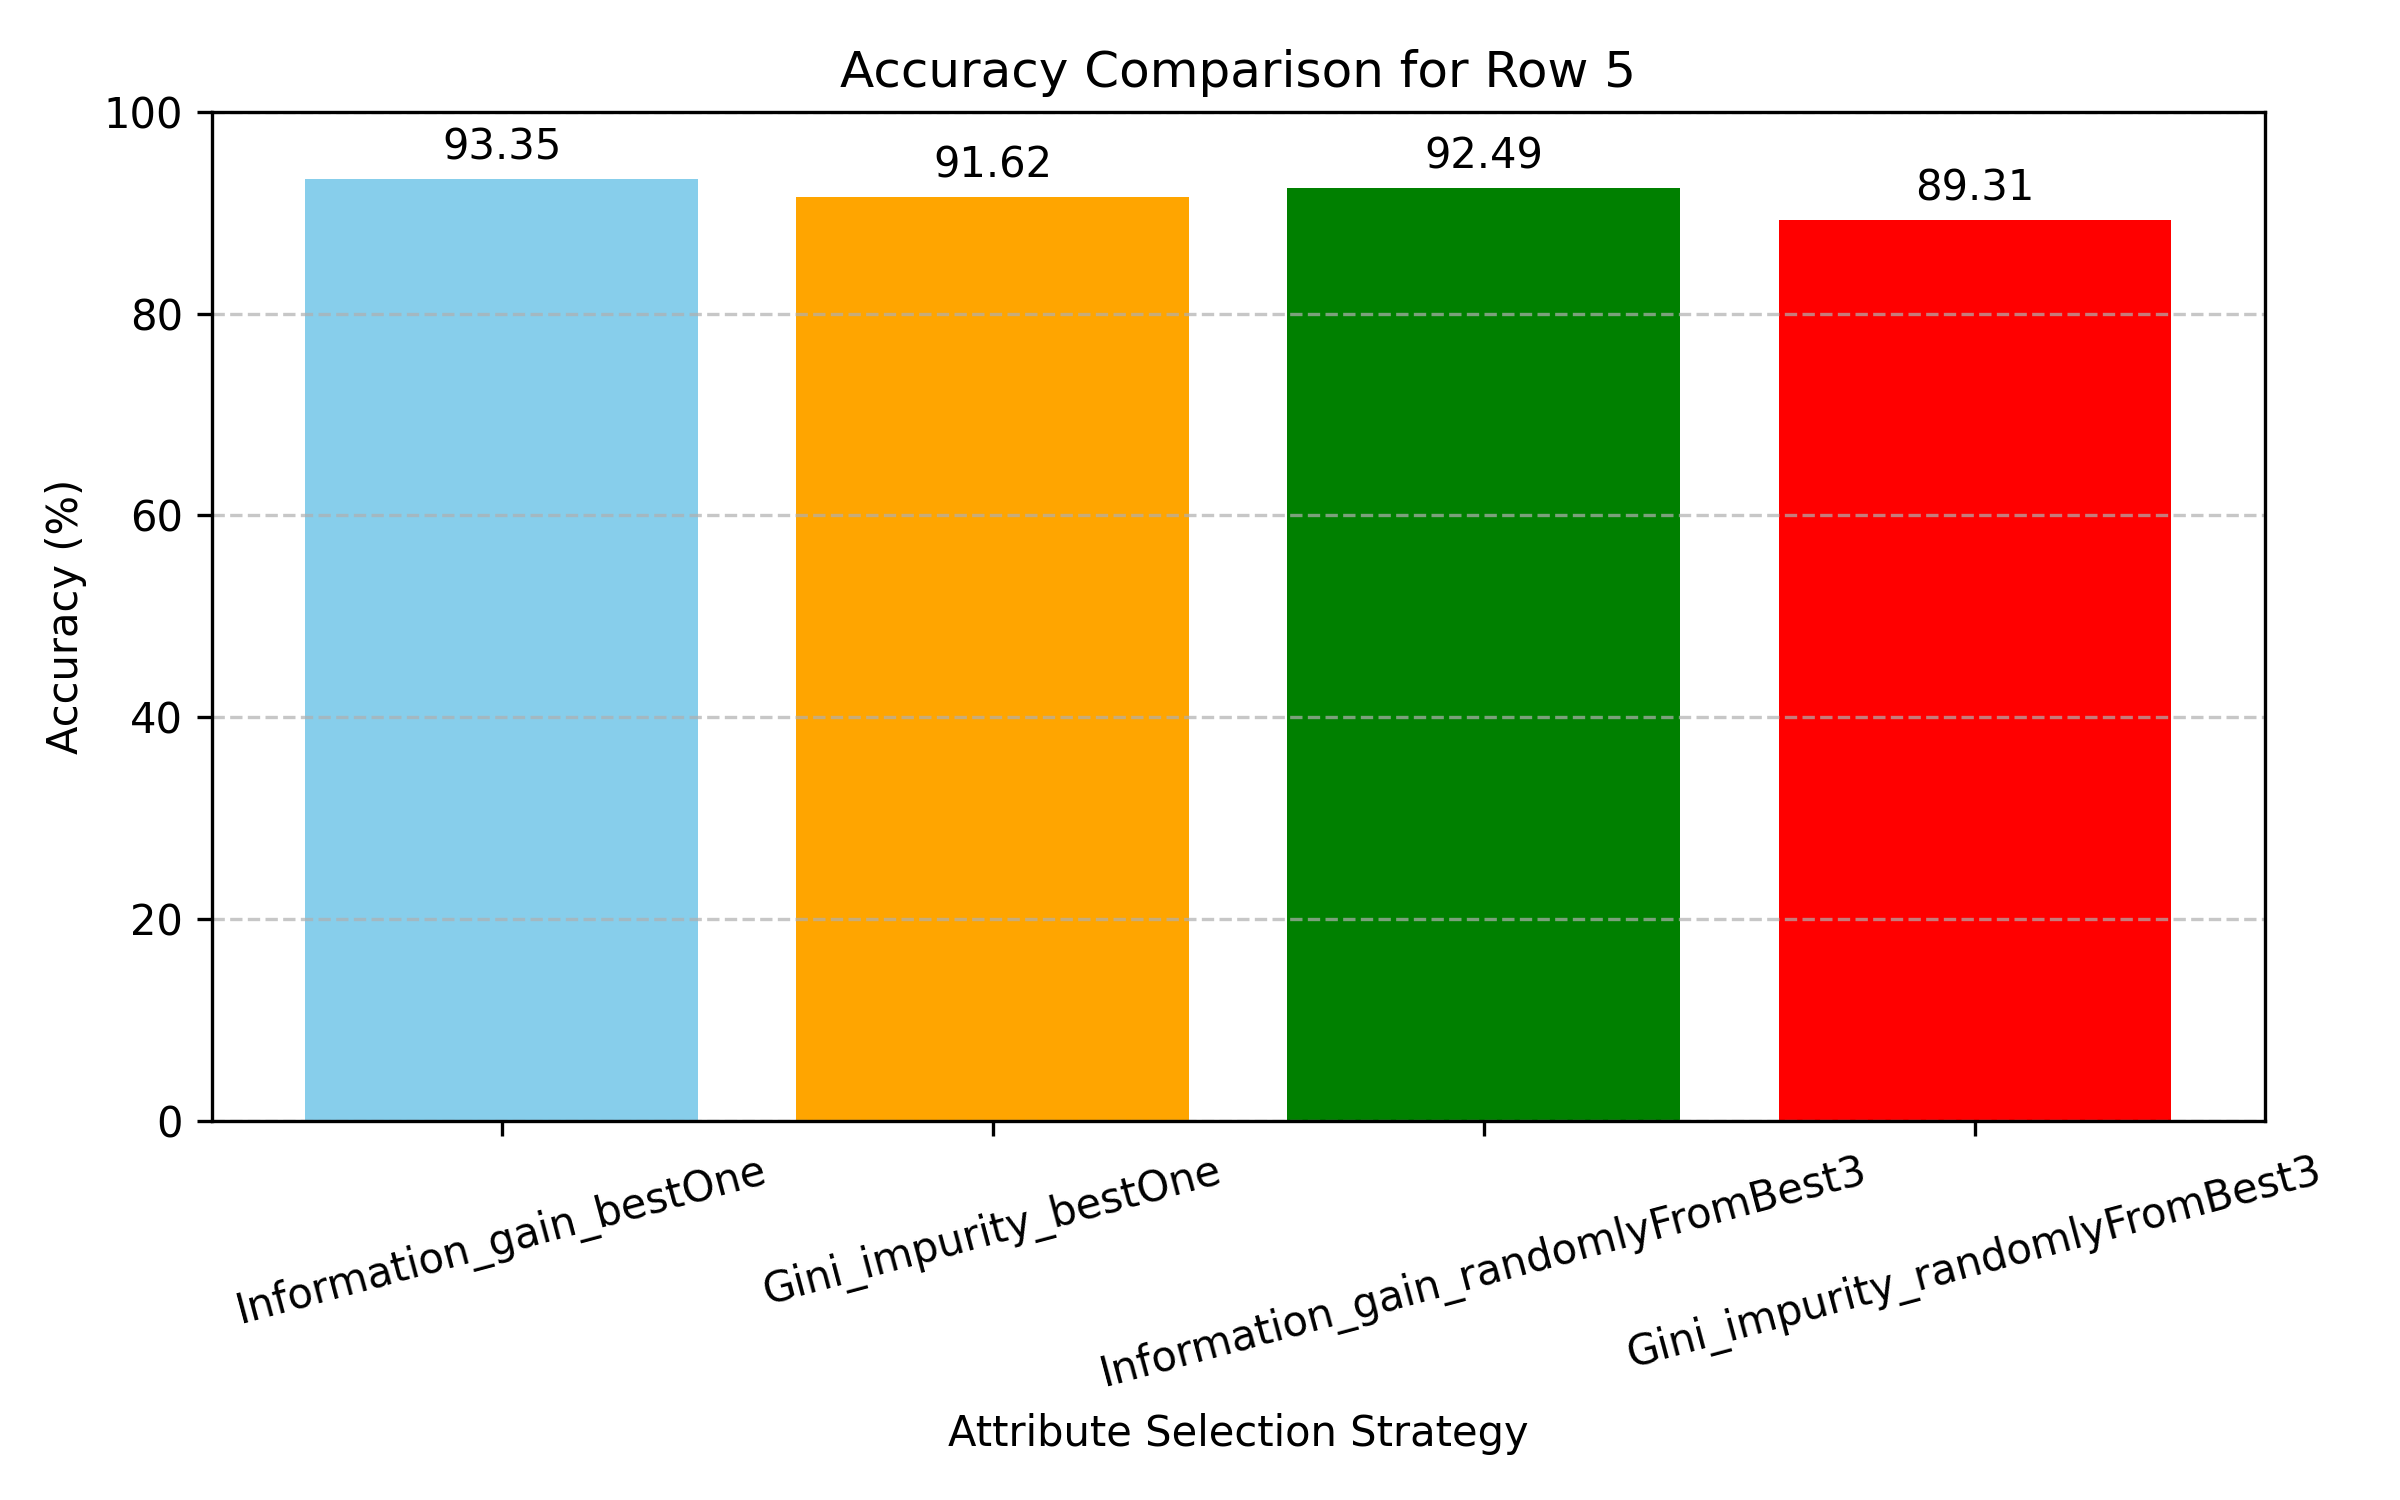 Accuracy Comparison for Row 5
Accuracy (%)
100
80
60
40
20
0
93.35
91.62
92.49
89.31
Information_gain_bestOne
Gini_impurity_bestOne
Information_gain_randomlyFromBest3
Gini_impurity_randomlyFromBest3
Attribute Selection Strategy